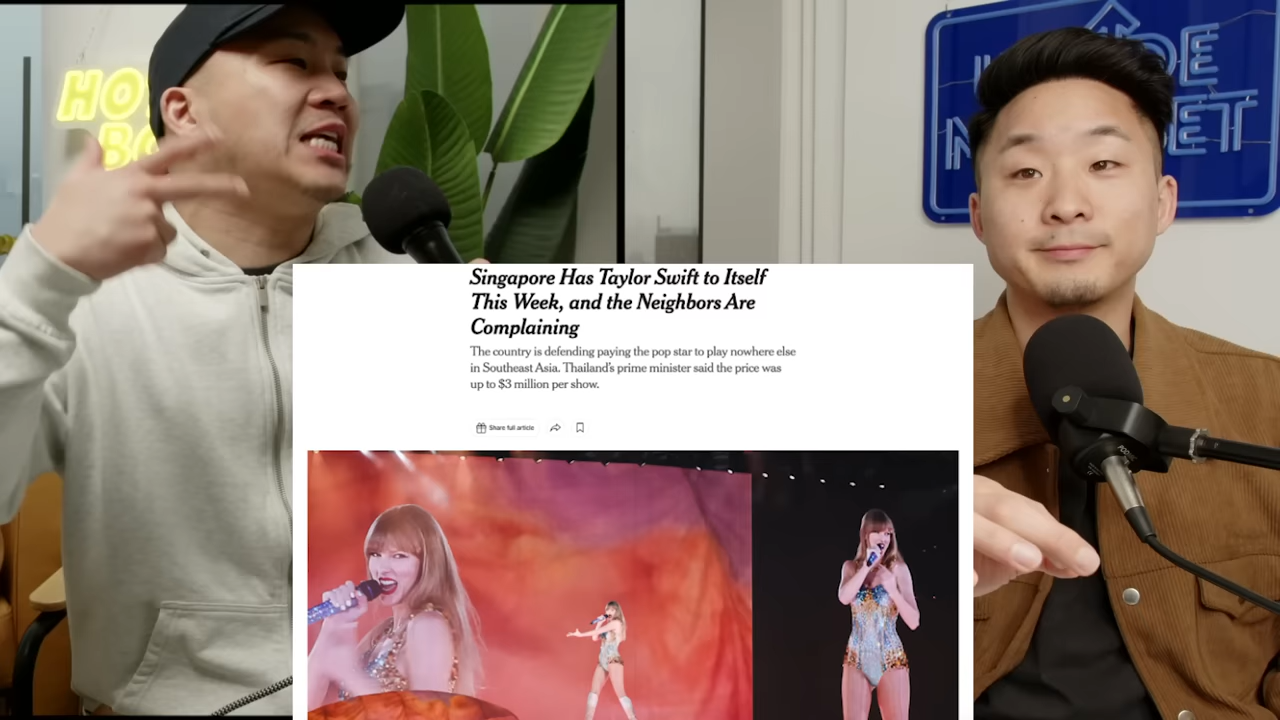 HO
BO
Singapore Has Taylor Swift to Itself
This Week, and the Neighbors Are
Complaining
The country is defending paying the pop star to play nowhere else
in Southeast Asia. Thailand's prime minister said the price was
up to $3 million per show.
Share full article